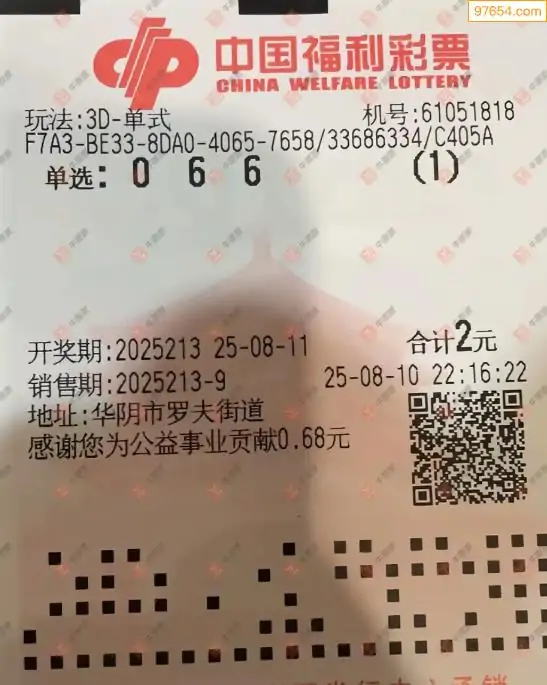 97654.com
中国福利彩票
CHINA WELFARE LOTTERY
玩法:3D-单式 机号:61051818
F7A3-BE33-8DA0-4065-7658/33686334/C405A
单选: 0 6 6 (1)
开奖期:2025213 25-08-11 合计2元
销售期:2025213-9 25-08-10 22:16:22
地址:华阴市罗夫街道
感谢您为公益事业贡献0.68元